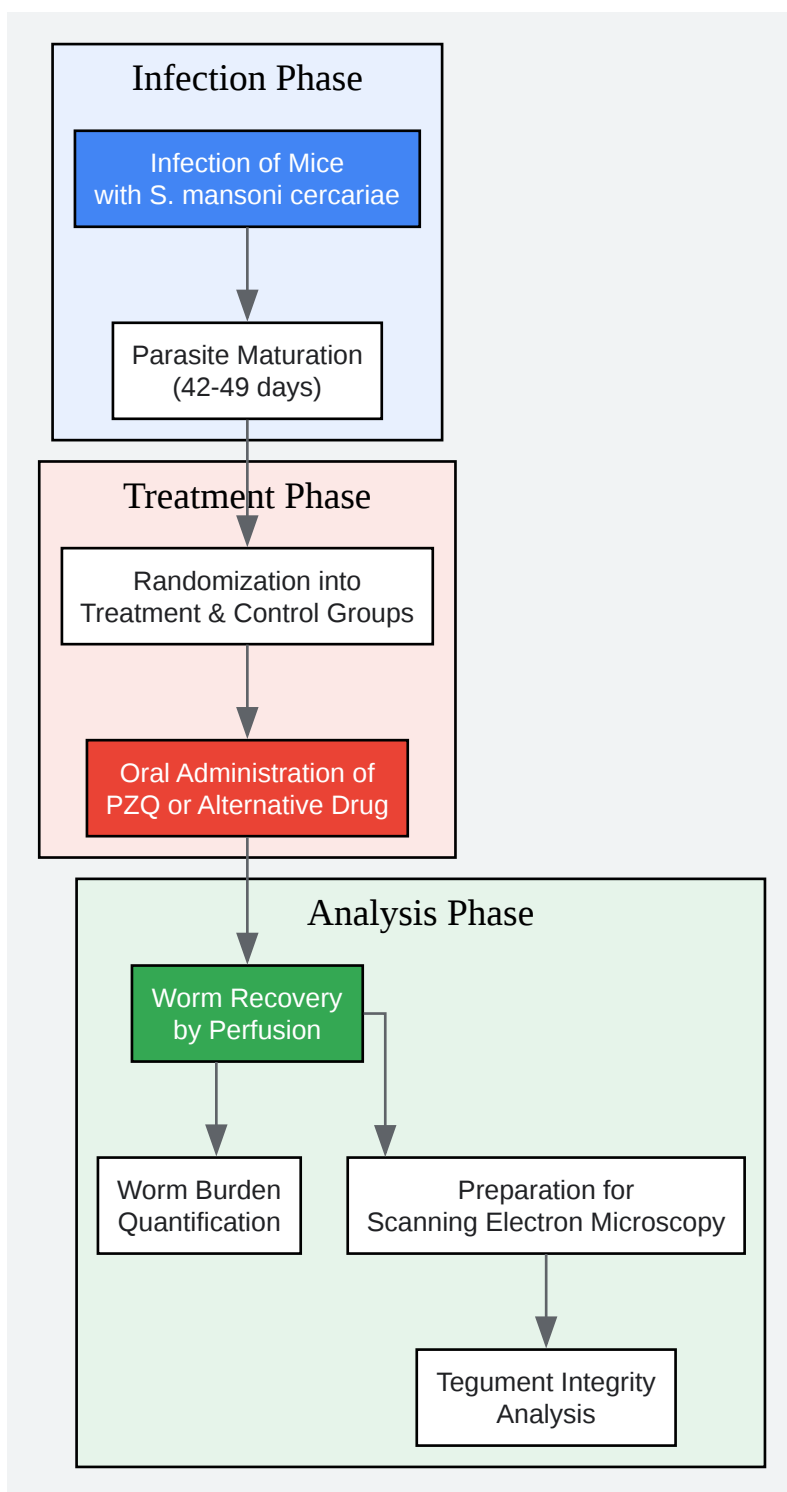 Infection Phase
Infection of Mice
with S. mansoni cercariae
Parasite Maturation
(42-49 days)
Treatment Phase
Randomization into
Treatment & Control Groups
Oral Administration of
PZQ or Alternative Drug
Analysis Phase
Worm Recovery
by Perfusion
Worm Burden
Quantification
Preparation for
Scanning Electron Microscopy
Tegument Integrity
Analysis